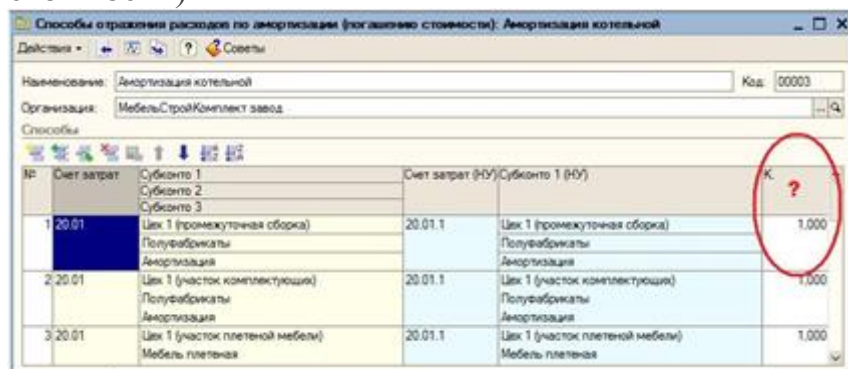 Способы отражения расходов по амортизации (погашению стоимости): Амортизация котельной
Действия ? Советы
Наименование: Амортизация котельной Код: 00003
Организация: МебельСтройКомплект завод ...
Способы
№ Счет затрат Субконто 1 Счет затрат (НУ) Субконто 1 (НУ) К. ?
Субконто 2
Субконто 3
1 20.01 Цех 1 (промежуточная сборка) 20.01.1 Цех 1 (промежуточная сборка) 1,000
Полуфабрикаты Полуфабрикаты
Амортизация Амортизация
2 20.01 Цех 1 (участок комплектующих) 20.01.1 Цех 1 (участок комплектующих) 1,000
Полуфабрикаты Полуфабрикаты
Амортизация Амортизация
3 20.01 Цех 1 (участок плетеной мебели) 20.01.1 Цех 1 (участок плетеной мебели) 1,000
Мебель плетеная Мебель плетеная